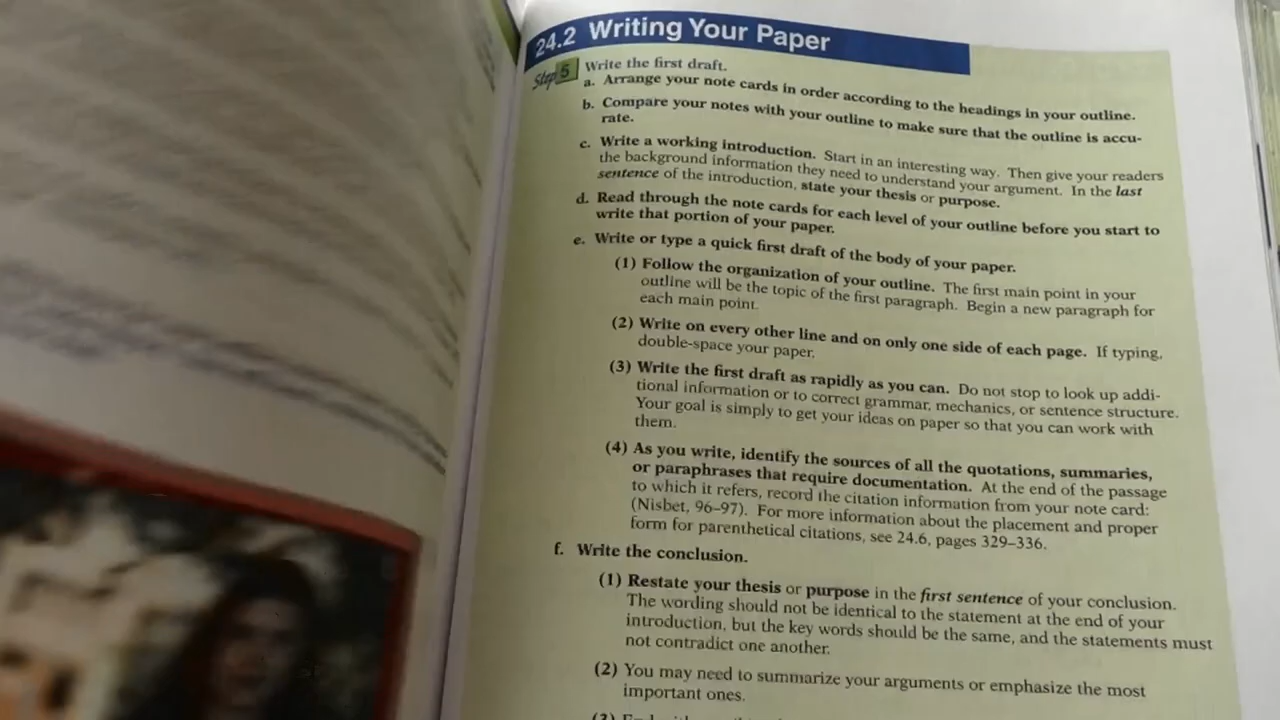 24.2 Writing Your Paper
Step 5 Write the first draft.
a. Arrange your note cards in order according to the headings in your outline.
b. Compare your notes with your outline to make sure that the outline is accu-
rate.
c. Write a working introduction. Start in an interesting way. Then give your readers
the background information they need to understand your argument. In the last
sentence of the introduction, state your thesis or purpose.
d. Read through the note cards for each level of your outline before you start to
write that portion of your paper.
e. Write or type a quick first draft of the body of your paper.
(1) Follow the organization of your outline. The first main point in your
outline will be the topic of the first paragraph. Begin a new paragraph for
each main point.
(2) Write on every other line and on only one side of each page. If typing,
double-space your paper.
(3) Write the first draft as rapidly as you can. Do not stop to look up addi-
tional information or to correct grammar, mechanics, or sentence structure.
Your goal is simply to get your ideas on paper so that you can work with
them.
(4) As you write, identify the sources of all the quotations, summaries,
or paraphrases that require documentation. At the end of the passage
to which it refers, record the citation information from your note card:
(Nisbet, 96–97). For more information about the placement and proper
form for parenthetical citations, see 24.6, pages 329–336.
f. Write the conclusion.
(1) Restate your thesis or purpose in the first sentence of your conclusion.
The wording should not be identical to the statement at the end of your
introduction, but the key words should be the same, and the statements must
not contradict one another.
(2) You may need to summarize your arguments or emphasize the most
important ones.